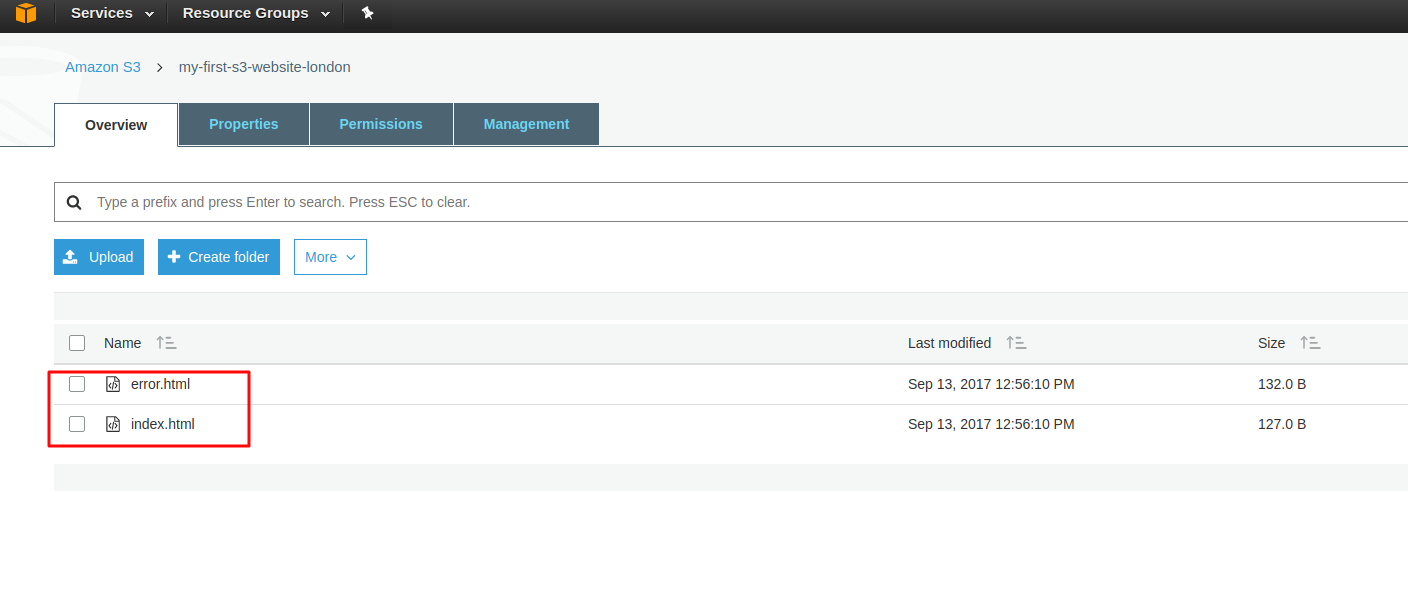 Services Resource Groups
Amazon S3 > my-first-s3-website-london
Overview Properties Permissions Management
Type a prefix and press Enter to search. Press ESC to clear.
Upload Create folder More
Name Last modified Size
error.html Sep 13, 2017 12:56:10 PM 132.0 B
index.html Sep 13, 2017 12:56:10 PM 127.0 B